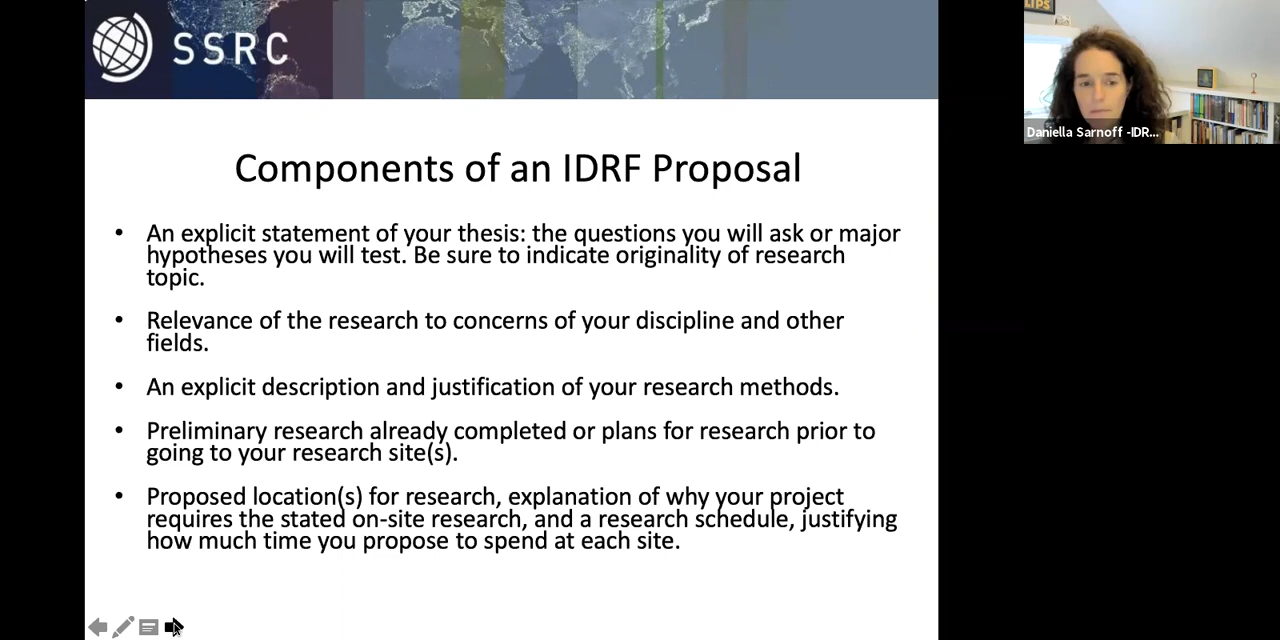 SSRC
Components of an IDRF Proposal
• An explicit statement of your thesis: the questions you will ask or major
hypotheses you will test. Be sure to indicate originality of research
topic.
• Relevance of the research to concerns of your discipline and other
fields.
• An explicit description and justification of your research methods.
• Preliminary research already completed or plans for research prior to
going to your research site(s).
• Proposed location(s) for research, explanation of why your project
requires the stated on-site research, and a research schedule, justifying
how much time you propose to spend at each site.
LIPS
Daniella Sarnoff -IDR...